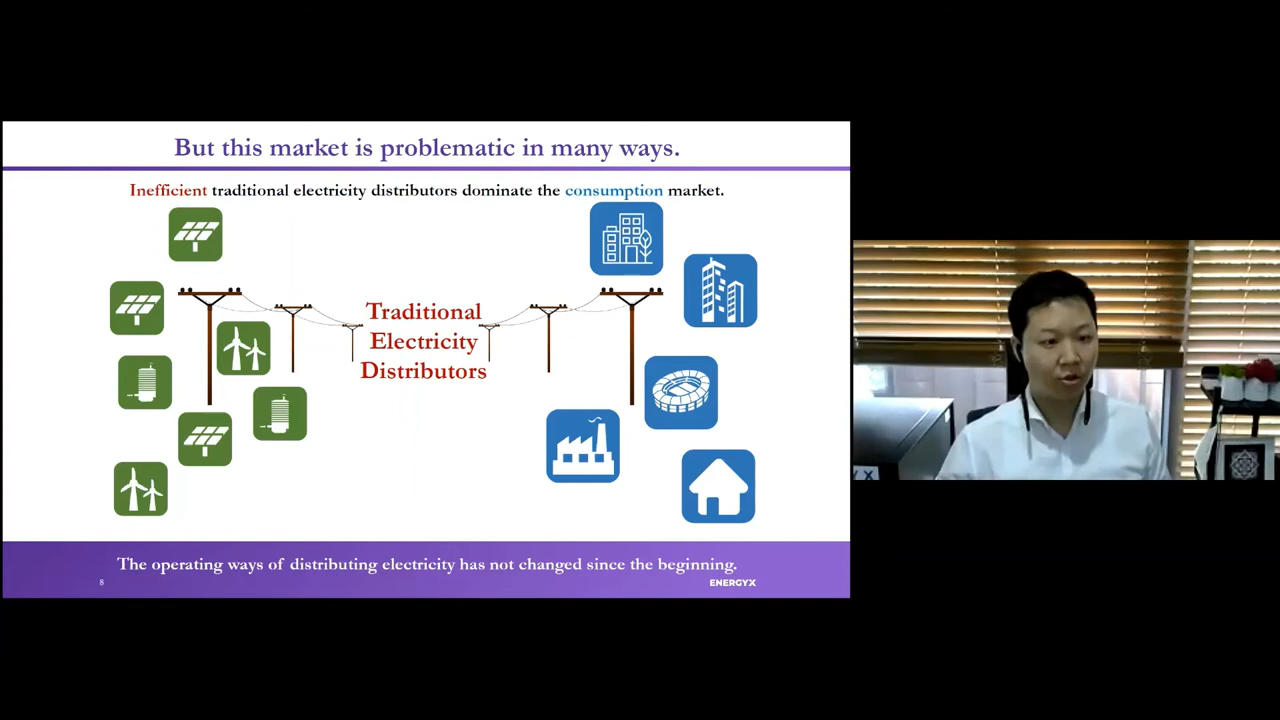 But this market is problematic in many ways.
Inefficient traditional electricity distributors dominate the consumption market.
Traditional
Electricity
Distributors
The operating ways of distributing electricity has not changed since the beginning.
8
ENERGYX